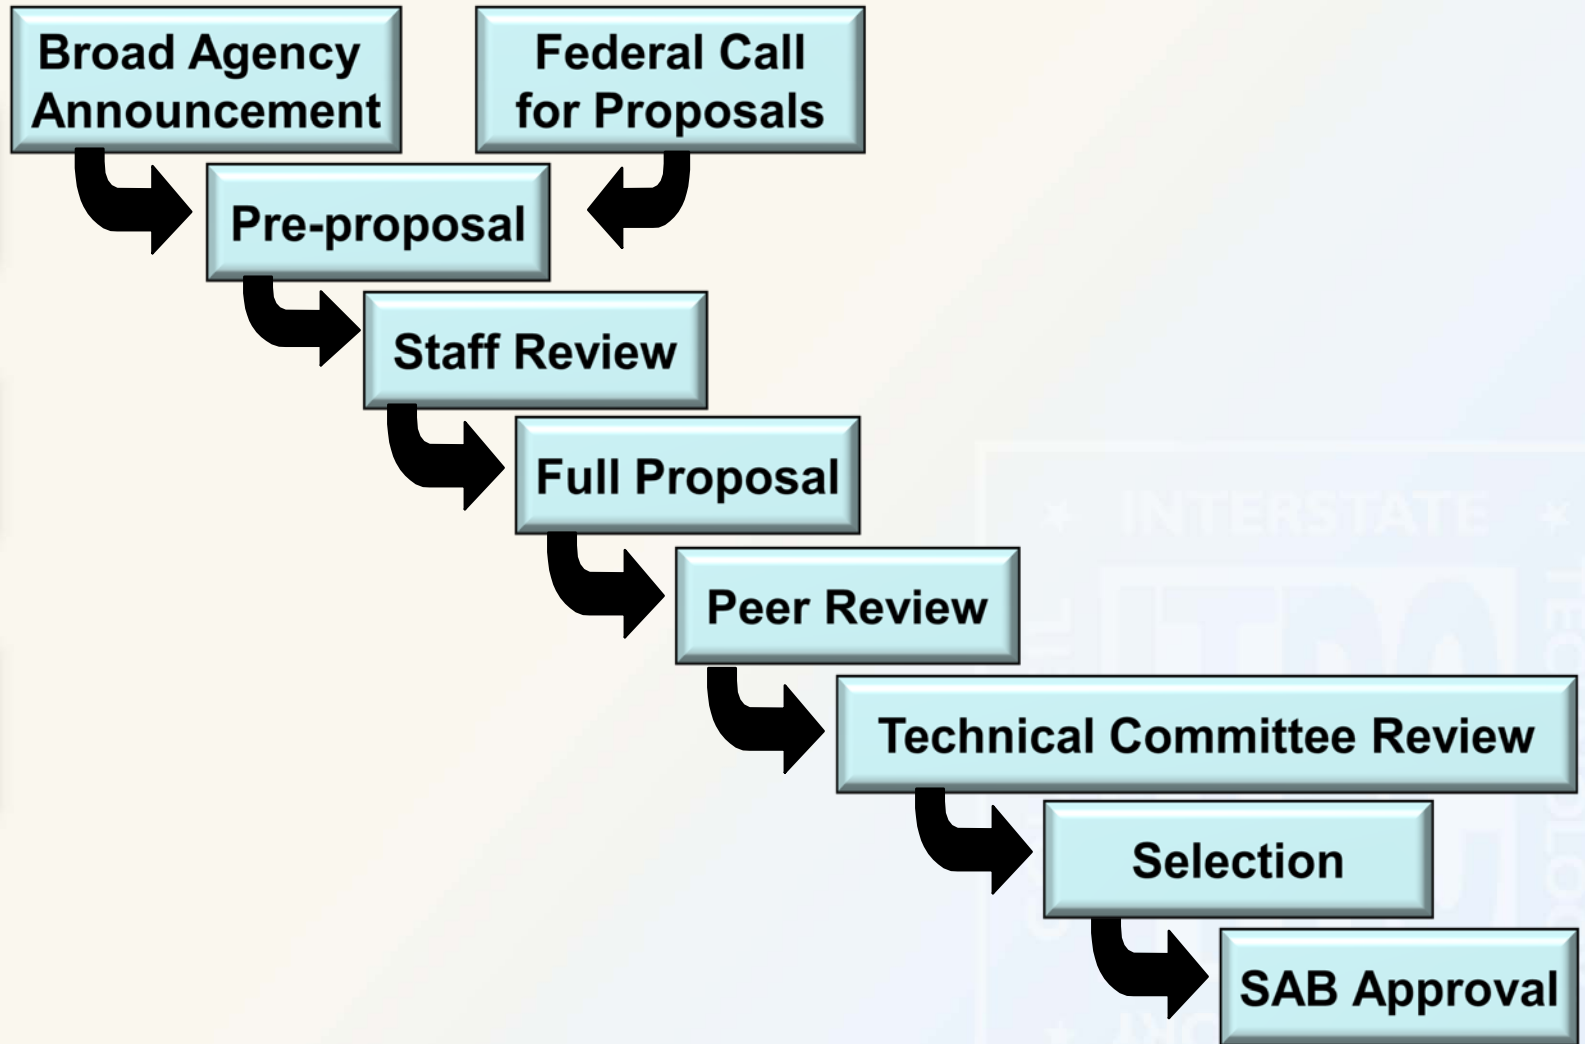 Broad Agency
Announcement
Federal Call
for Proposals
Pre-proposal
Staff Review
Full Proposal
Peer Review
Technical Committee Review
Selection
SAB Approval
INTERSTATE